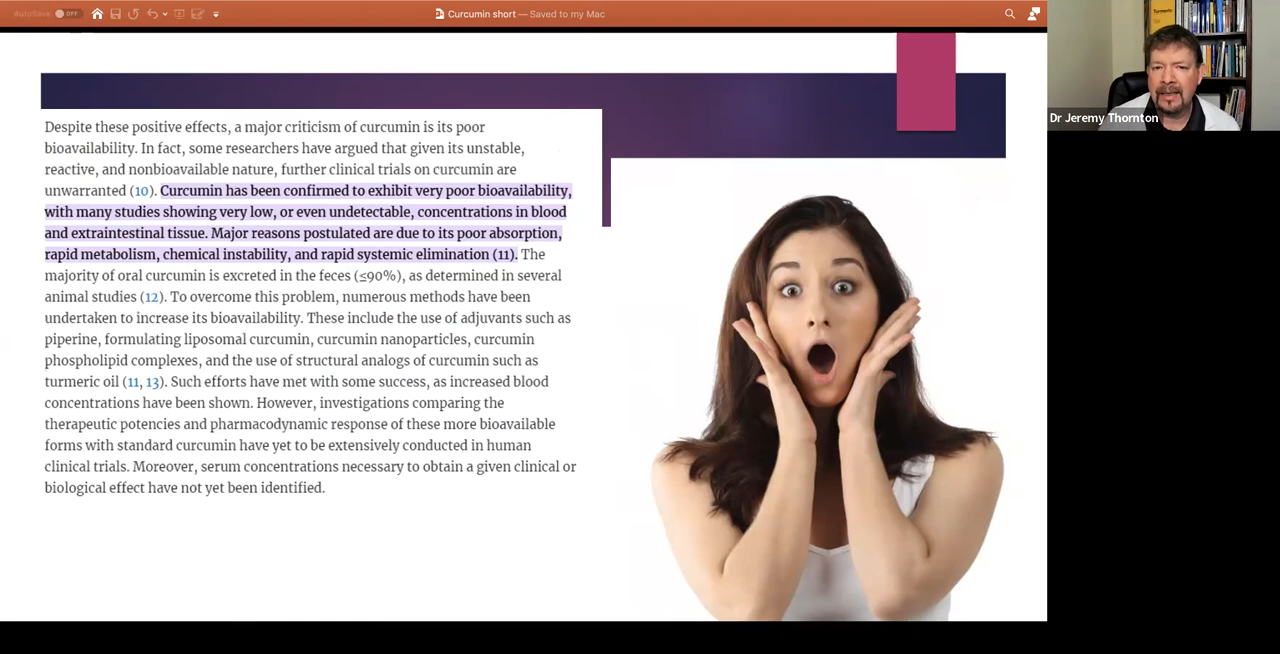 AutoSave OFF
Curcumin short — Saved to my Mac
Turmeric
Dr Jeremy Thornton
Despite these positive effects, a major criticism of curcumin is its poor
bioavailability. In fact, some researchers have argued that given its unstable,
reactive, and nonbioavailable nature, further clinical trials on curcumin are
unwarranted (10). Curcumin has been confirmed to exhibit very poor bioavailability,
with many studies showing very low, or even undetectable, concentrations in blood
and extraintestinal tissue. Major reasons postulated are due to its poor absorption,
rapid metabolism, chemical instability, and rapid systemic elimination (11). The
majority of oral curcumin is excreted in the feces (≤90%), as determined in several
animal studies (12). To overcome this problem, numerous methods have been
undertaken to increase its bioavailability. These include the use of adjuvants such as
piperine, formulating liposomal curcumin, curcumin nanoparticles, curcumin
phospholipid complexes, and the use of structural analogs of curcumin such as
turmeric oil (11, 13). Such efforts have met with some success, as increased blood
concentrations have been shown. However, investigations comparing the
therapeutic potencies and pharmacodynamic response of these more bioavailable
forms with standard curcumin have yet to be extensively conducted in human
clinical trials. Moreover, serum concentrations necessary to obtain a given clinical or
biological effect have not yet been identified.